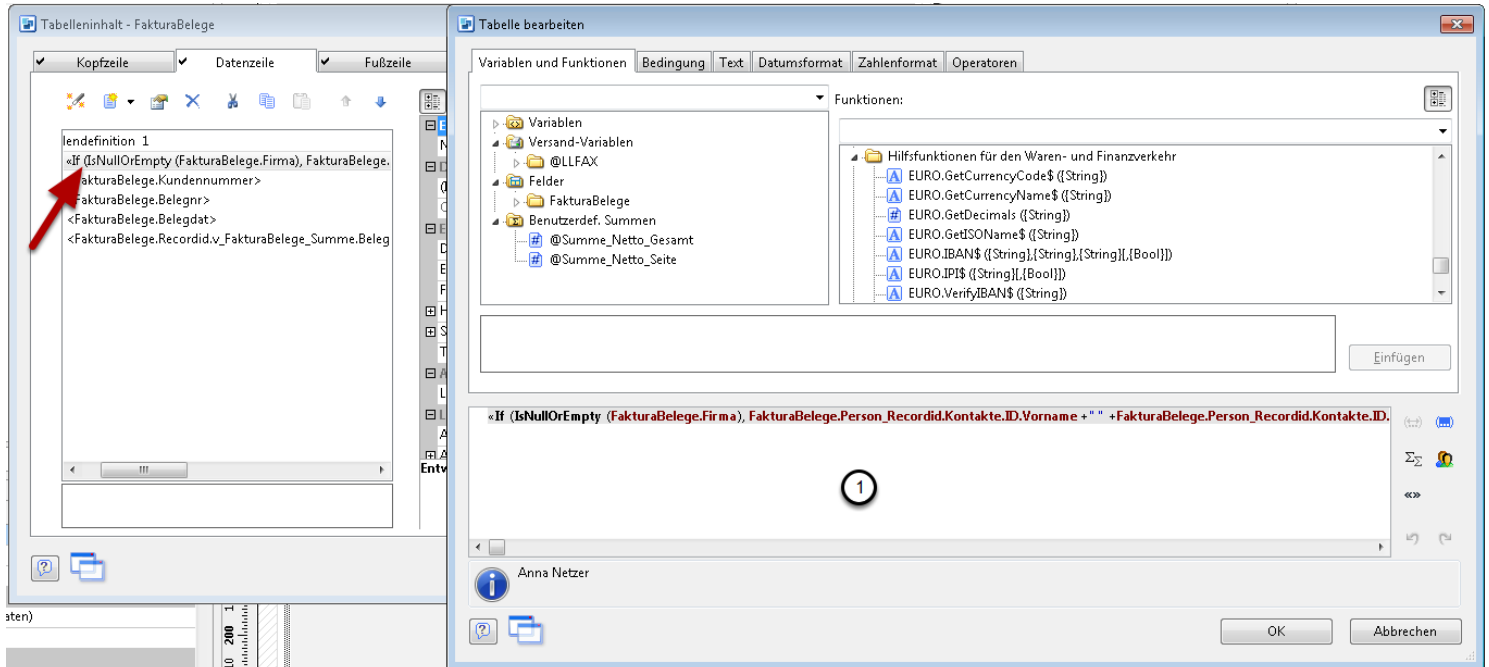 Tabelleninhalt - FakturaBelege
Kopfzeile
Datenzeile
Fußzeile
lendefinition 1
«If (IsNullOrEmpty (FakturaBelege.Firma), FakturaBelege.
FakturaBelege.Kundennummer>
FakturaBelege.Belegnr>
<FakturaBelege.Belegdat>
<FakturaBelege.Recordid.v_FakturaBelege_Summe.Beleg
Entw
aten)
200
Tabelle bearbeiten
Variablen und Funktionen
Bedingung
Text
Datumsformat
Zahlenformat
Operatoren
Variablen
Versand-Variablen
@LLFAX
Felder
FakturaBelege
Benutzerdef. Summen
@Summe_Netto_Gesamt
@Summe_Netto_Seite
Funktionen:
Hilfsfunktionen für den Waren- und Finanzverkehr
EURO.GetCurrencyCode$ ({String})
EURO.GetCurrencyName$ ({String})
EURO.GetDecimals ({String})
EURO.GetISOName$ ({String})
EURO.IBAN$ ({String},{String},{String}[,{Bool}])
EURO.IPI$ ({String}[,{Bool}])
EURO.VerifyIBAN$ ({String})
Einfügen
«If (IsNullOrEmpty (FakturaBelege.Firma), FakturaBelege.Person_Recordid.Kontakte.ID.Vorname +" " +FakturaBelege.Person_Recordid.Kontakte.ID.
1
«»
Anna Netzer
OK
Abbrechen